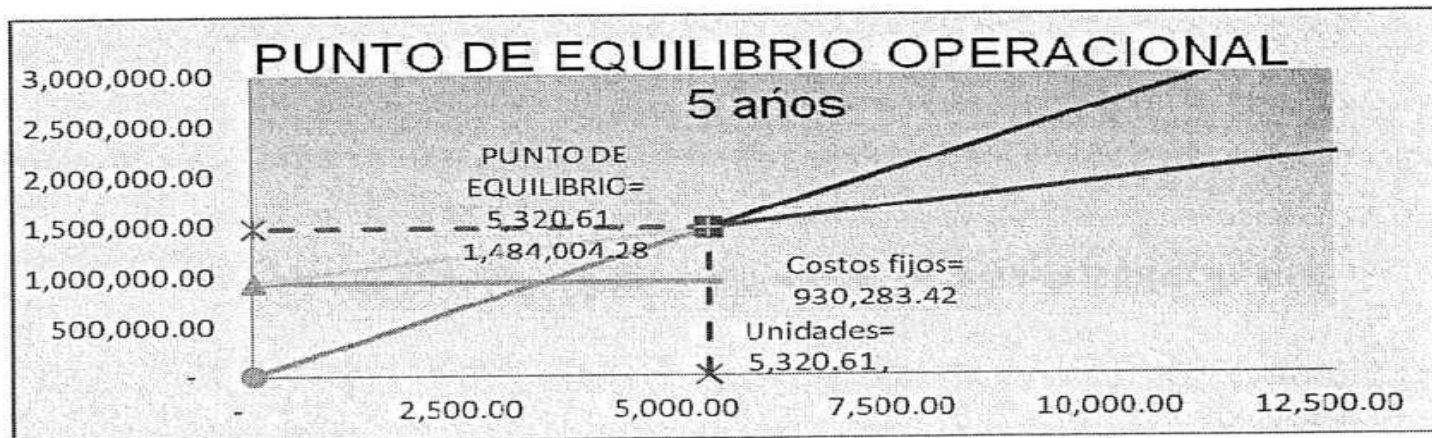 PUNTO DE EQUILIBRIO OPERACIONAL
5 ańos
3,000,000.00
2,500,000.00
2,000,000.00
1,500,000.00
1,000,000.00
500,000.00
-
PUNTO DE
EQUILIBRIO=
5,320.61,
1,484,004.28
Costos fijos=
930,283.42
Unidades=
5,320.61,
- 2,500.00 5,000.00 7,500.00 10,000.00 12,500.00